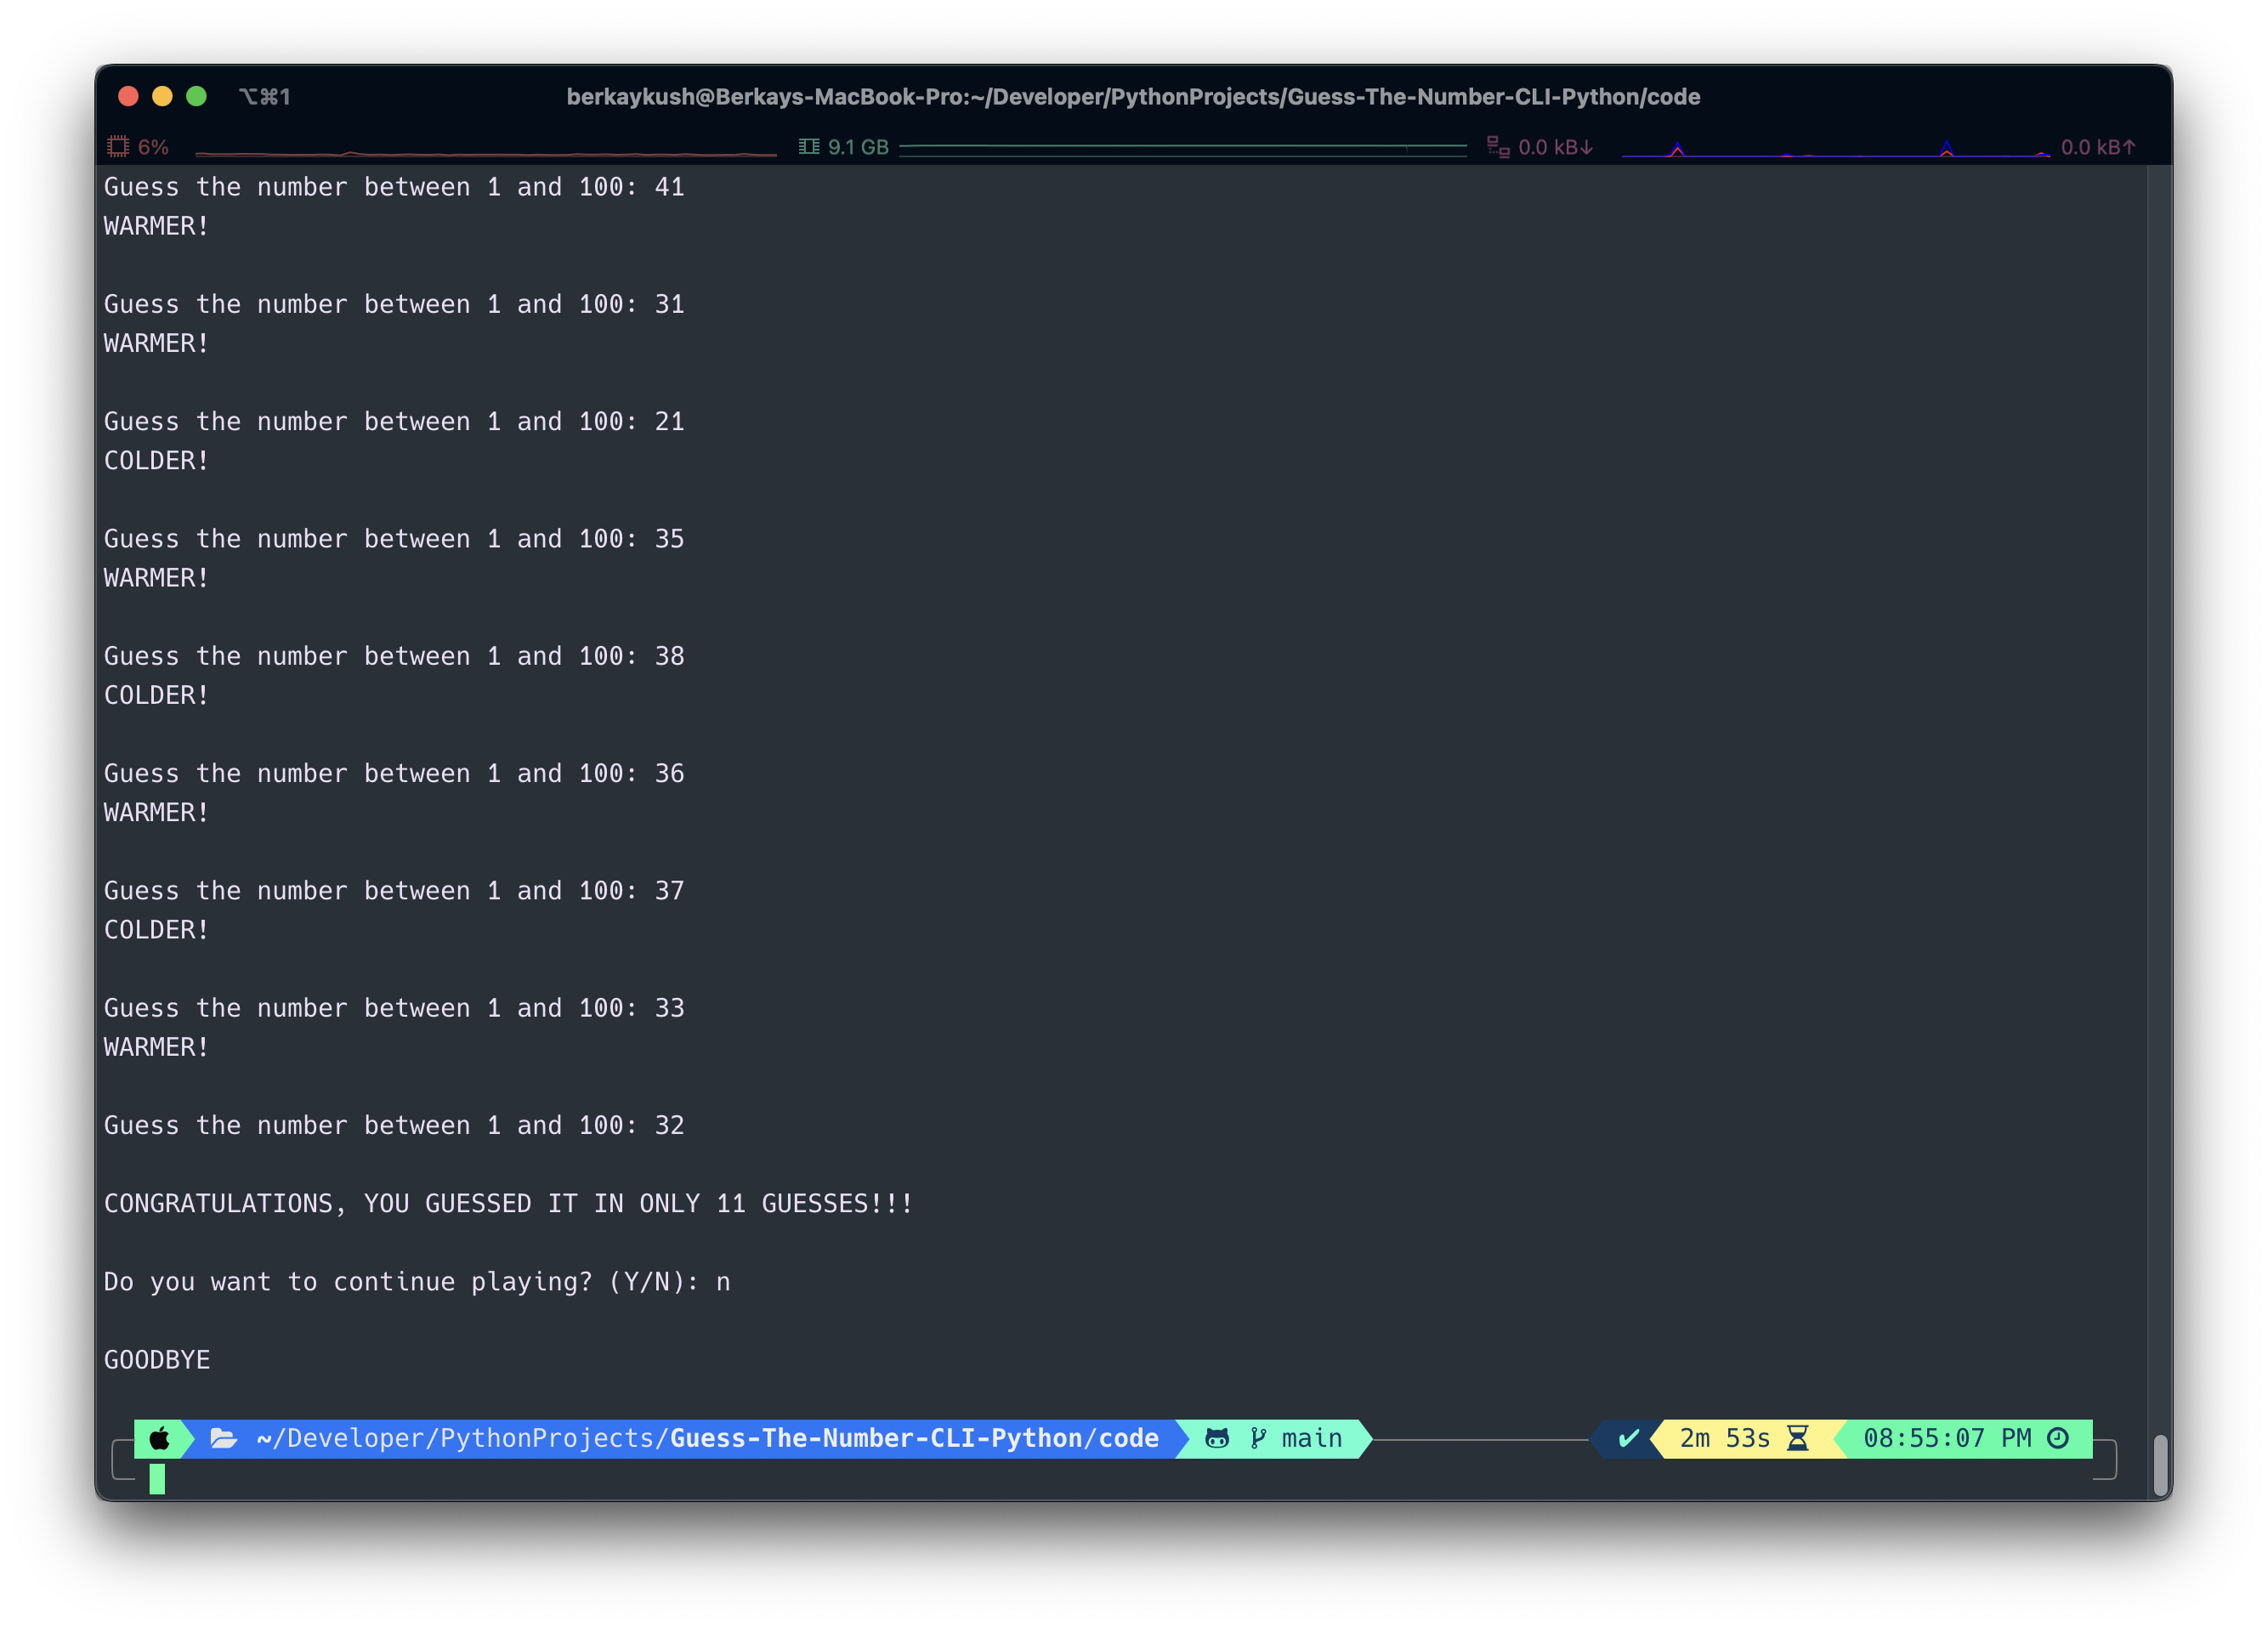 ⌥⌘1 berkaykush@Berkays-MacBook-Pro:~/Developer/PythonProjects/Guess-The-Number-CLI-Python/code
6% 9.1 GB 0.0 kB↓ 0.0 kB↑
Guess the number between 1 and 100: 41
WARMER!
Guess the number between 1 and 100: 31
WARMER!
Guess the number between 1 and 100: 21
COLDER!
Guess the number between 1 and 100: 35
WARMER!
Guess the number between 1 and 100: 38
COLDER!
Guess the number between 1 and 100: 36
WARMER!
Guess the number between 1 and 100: 37
COLDER!
Guess the number between 1 and 100: 33
WARMER!
Guess the number between 1 and 100: 32
CONGRATULATIONS, YOU GUESSED IT IN ONLY 11 GUESSES!!!
Do you want to continue playing? (Y/N): n
GOODBYE
~/Developer/PythonProjects/Guess-The-Number-CLI-Python/code main ✔ 2m 53s 08:55:07 PM